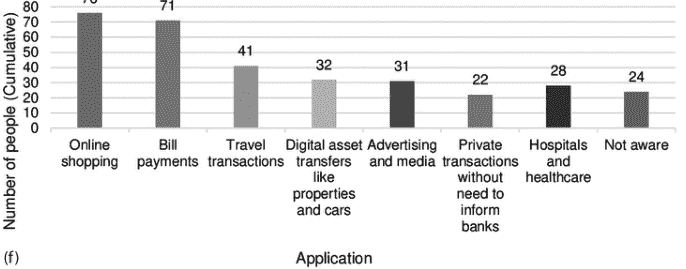 80
70
60
50
40
30
20
10
0
Number of people (Cumulative)
71
41
32
31
22
28
24
Online shopping
Bill payments
Travel transactions
Digital asset transfers like properties and cars
Advertising and media
Private transactions without need to inform banks
Hospitals and healthcare
Not aware
(f)
Application